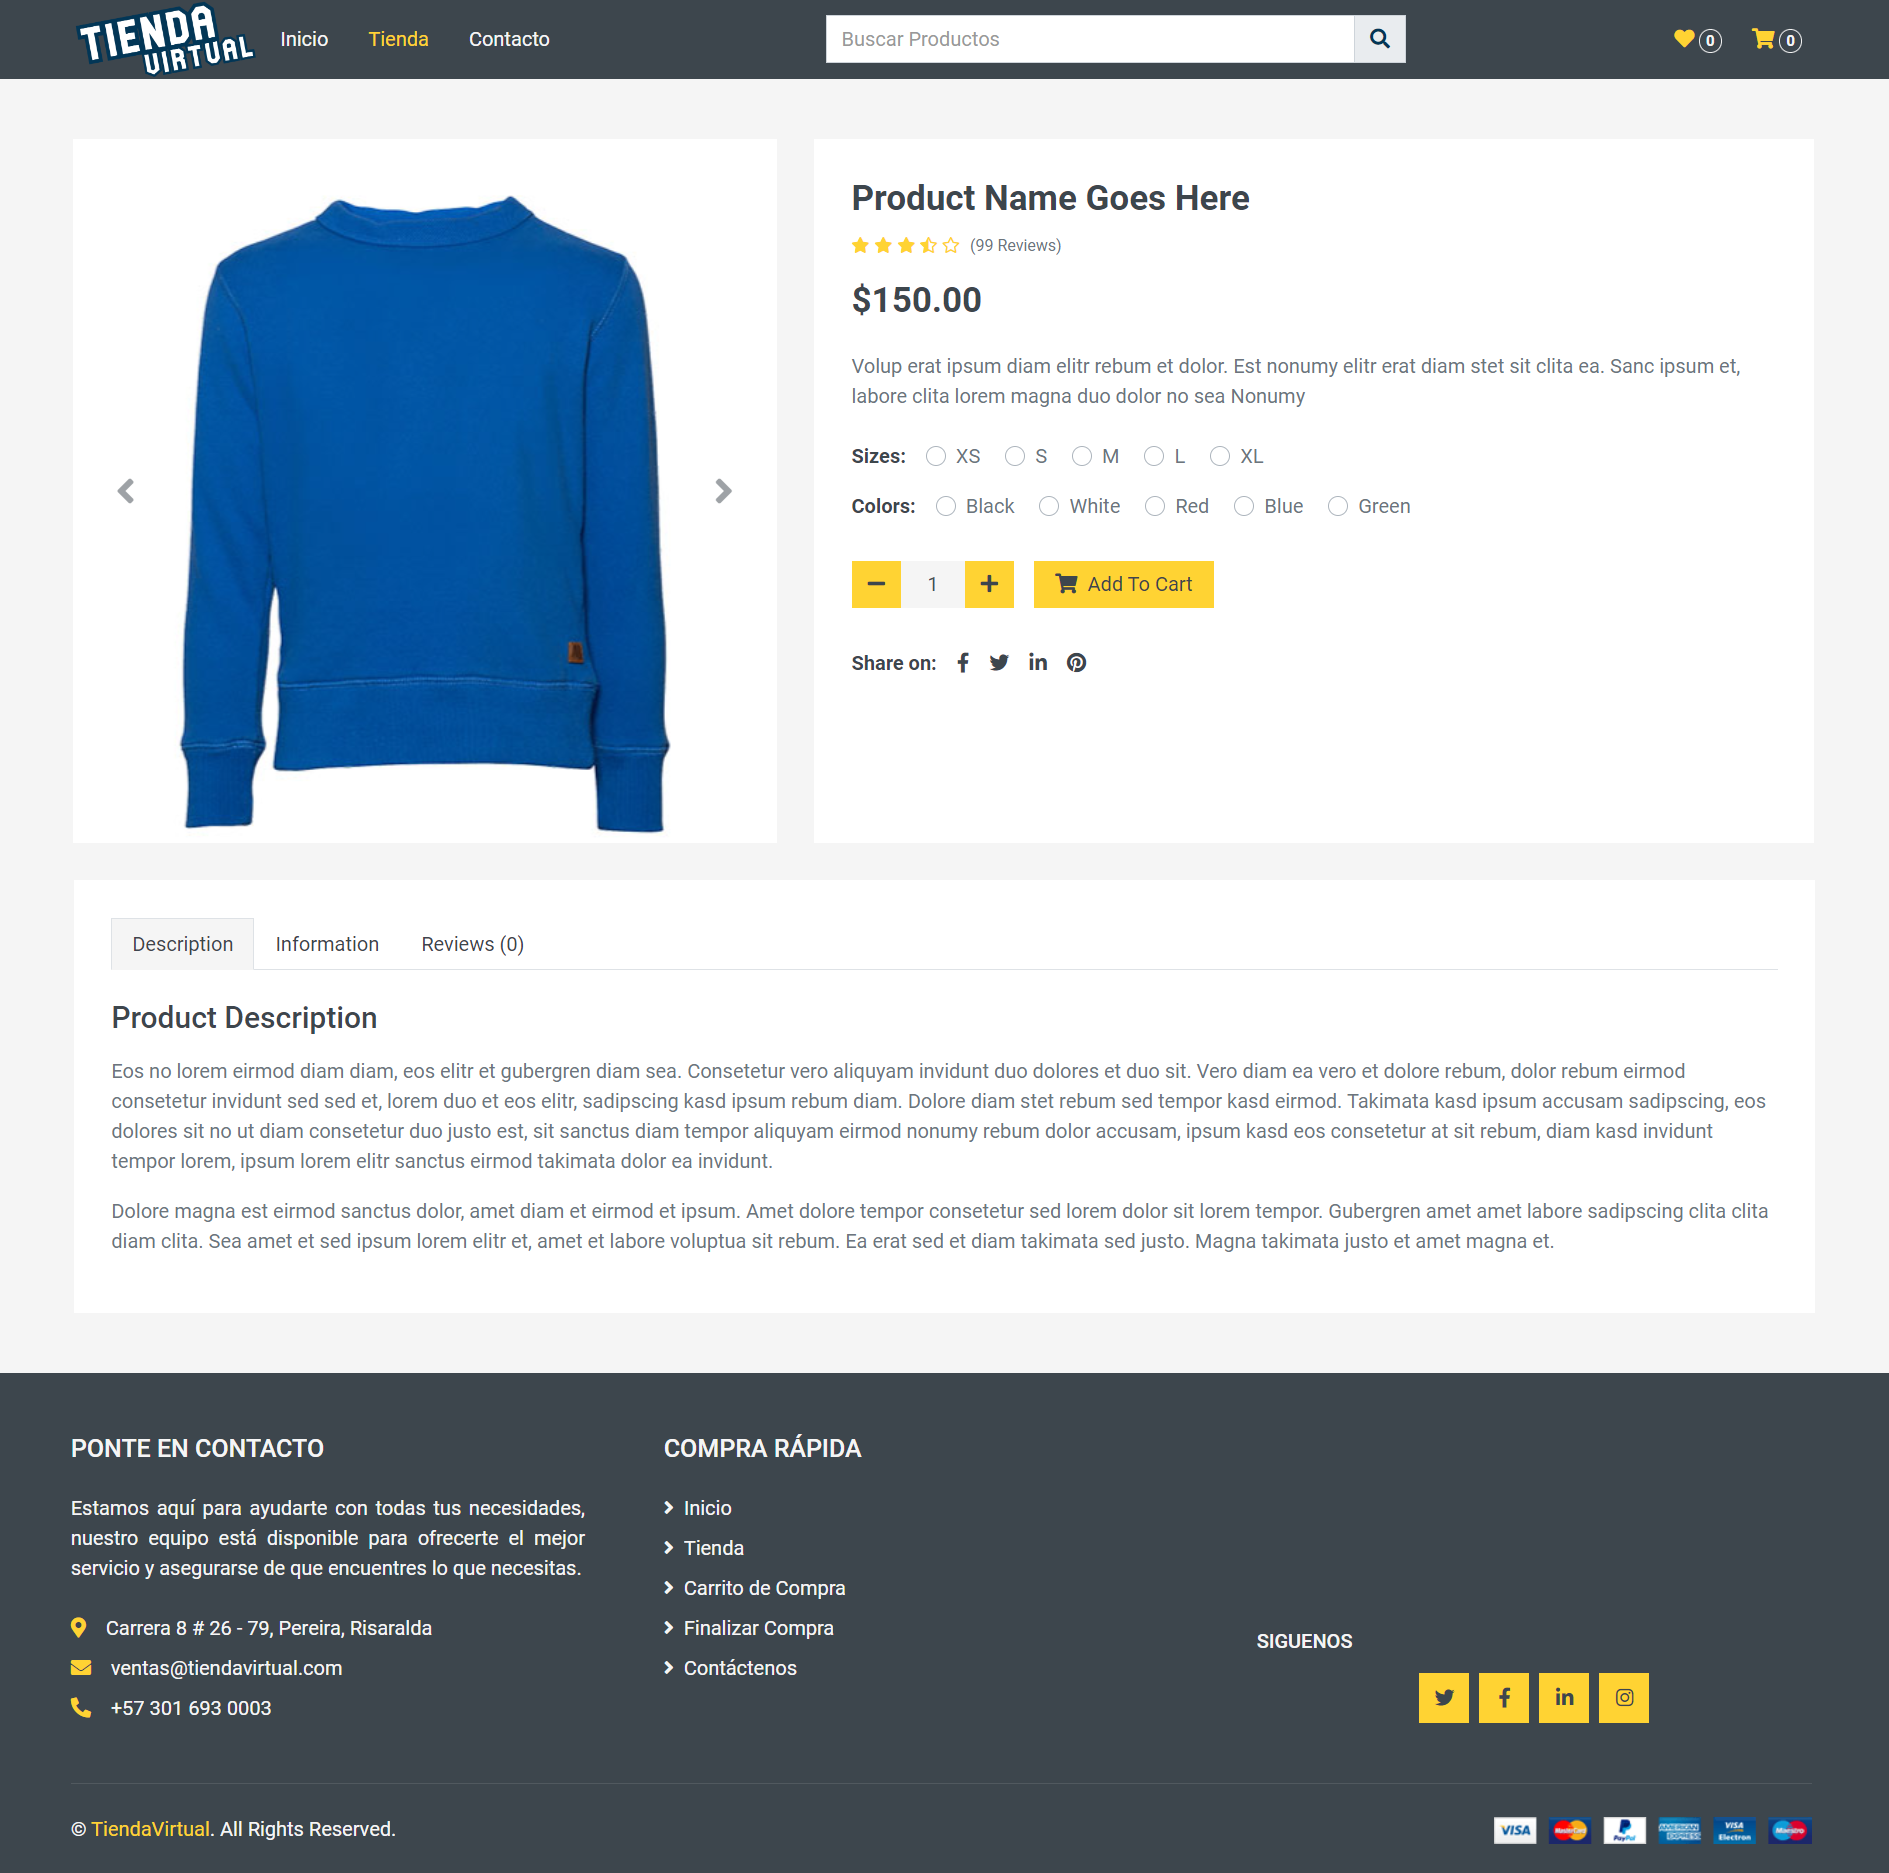 TIENDA
VIRTUAL
Inicio
Tienda
Contacto
Buscar Productos
0
0
Product Name Goes Here
(99 Reviews)
$150.00
Volup erat ipsum diam elitr rebum et dolor. Est nonumy elitr erat diam stet sit clita ea. Sanc ipsum et,
labore clita lorem magna duo dolor no sea Nonumy
Sizes: XS S M L XL
Colors: Black White Red Blue Green
1
Add To Cart
Share on:
Description
Information
Reviews (0)
Product Description
Eos no lorem eirmod diam diam, eos elitr et gubergren diam sea. Consetetur vero aliquyam invidunt duo dolores et duo sit. Vero diam ea vero et dolore rebum, dolor rebum eirmod
consetetur invidunt sed sed et, lorem duo et eos elitr, sadipscing kasd ipsum rebum diam. Dolore diam stet rebum sed tempor kasd eirmod. Takimata kasd ipsum accusam sadipscing, eos
dolores sit no ut diam consetetur duo justo est, sit sanctus diam tempor aliquyam eirmod nonumy rebum dolor accusam, ipsum kasd eos consetetur at sit rebum, diam kasd invidunt
tempor lorem, ipsum lorem elitr sanctus eirmod takimata dolor ea invidunt.
Dolore magna est eirmod sanctus dolor, amet diam et eirmod et ipsum. Amet dolore tempor consetetur sed lorem dolor sit lorem tempor. Gubergren amet amet labore sadipscing clita clita
diam clita. Sea amet et sed ipsum lorem elitr et, amet et labore voluptua sit rebum. Ea erat sed et diam takimata sed justo. Magna takimata justo et amet magna et.
PONTE EN CONTACTO
Estamos aquí para ayudarte con todas tus necesidades,
nuestro equipo está disponible para ofrecerte el mejor
servicio y asegurarse de que encuentres lo que necesitas.
Carrera 8 # 26 - 79, Pereira, Risaralda
ventas@tiendavirtual.com
+57 301 693 0003
COMPRA RÁPIDA
Inicio
Tienda
Carrito de Compra
Finalizar Compra
Contáctenos
SIGUENOS
© TiendaVirtual. All Rights Reserved.
VISA
MasterCard
PayPal
AMERICAN EXPRESS
VISA Electron
Maestro